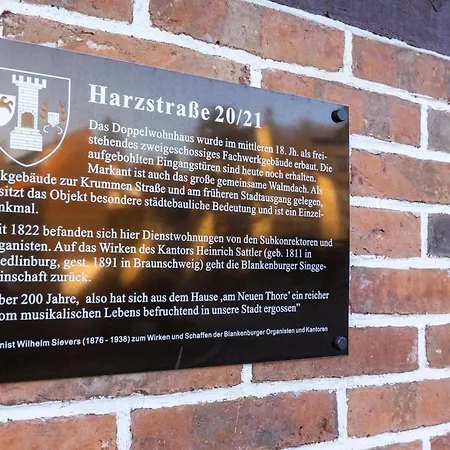 Harzstraße 20/21
Das Doppelwohnhaus wurde im mittleren 18. Jh. als frei-
stehendes zweigeschossiges Fachwerkgebäude erbaut. Die
aufgebohlten Eingangstüren sind heute noch erhalten.
Markant ist auch das große gemeinsame Walmdach. Als
kgebäude zur Krummen Straße und am früheren Stadtausgang gelegen,
sitzt das Objekt besondere städtebauliche Bedeutung und ist ein Einzel-
nkmal.
it 1822 befanden sich hier Dienstwohnungen von den Subkonrektoren und
ganisten. Auf das Wirken des Kantors Heinrich Sattler (geb. 1811 in
edlinburg, gest. 1891 in Braunschweig) geht die Blankenburger Singge-
inschaft zurück.
ber 200 Jahre, also hat sich aus dem Hause ‚am Neuen Thore' ein reicher
om musikalischen Lebens befruchtend in unsere Stadt ergossen"
nist Wilhelm Sievers (1876 - 1938) zum Wirken und Schaffen der Blankenburger Organisten und Kantoren